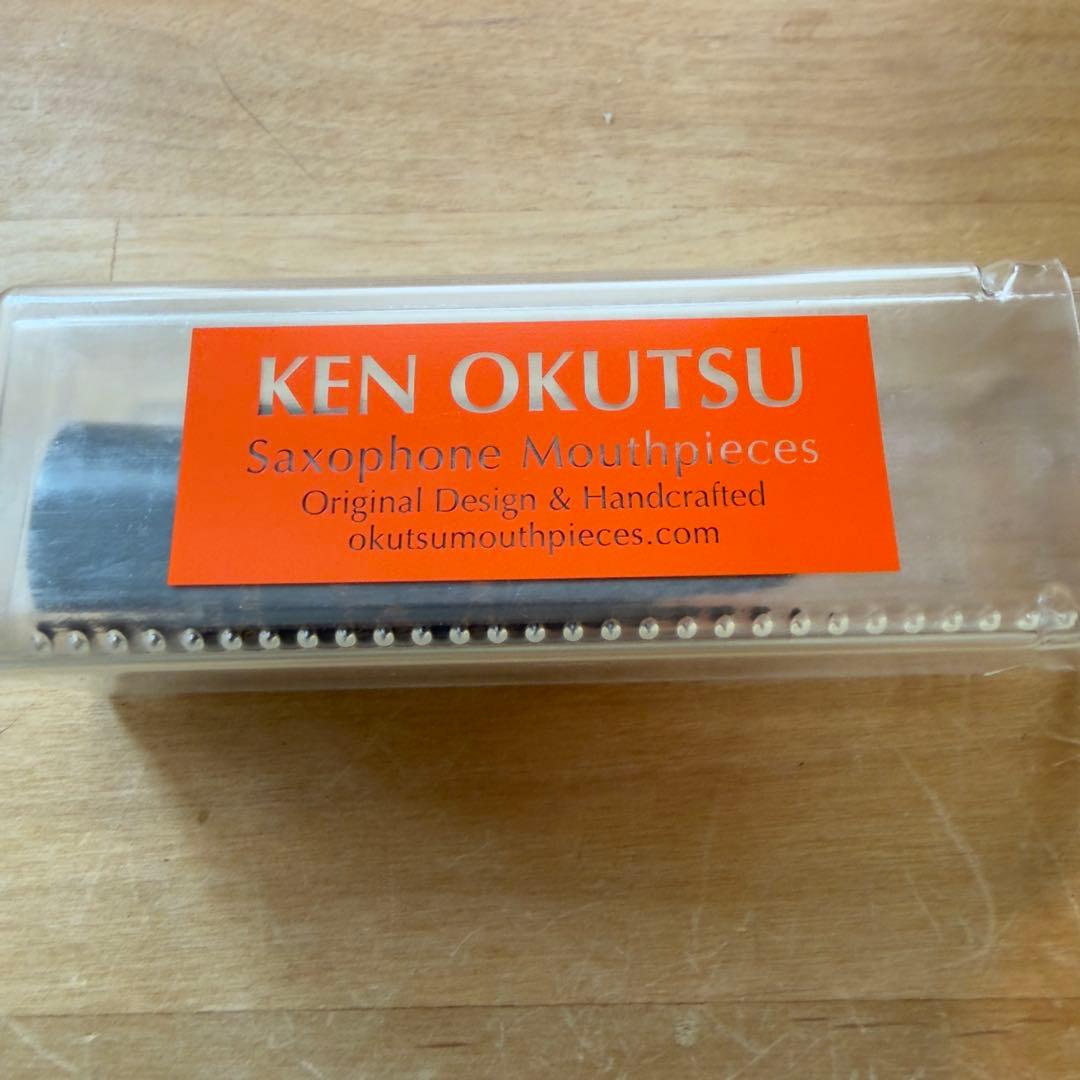 KEN OKUTSU
Saxophone Mouthpieces
Original Design & Handcrafted
okutsumouthpieces.com